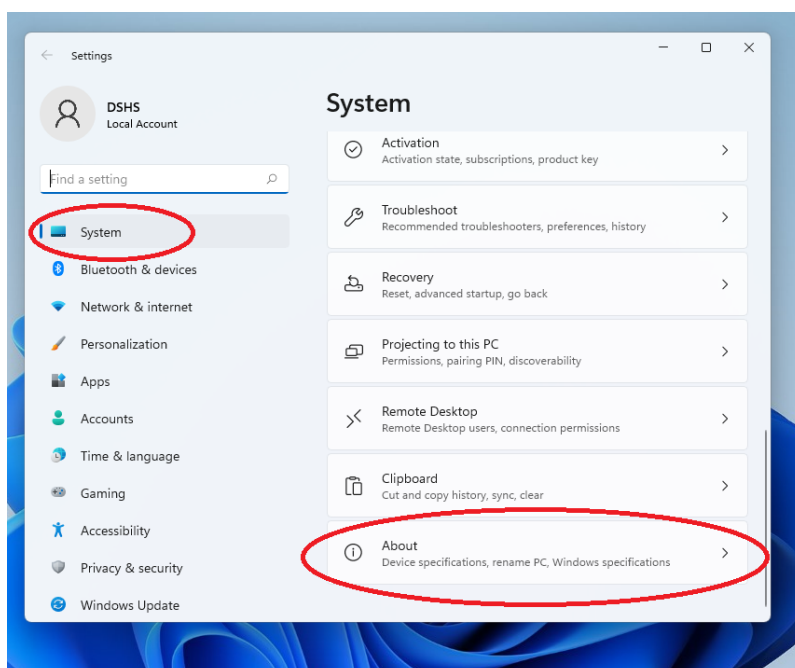 Settings
DSHS
Local Account
Find a setting
System
Bluetooth & devices
Network & internet
Personalization
Apps
Accounts
Time & language
Gaming
Accessibility
Privacy & security
Windows Update
System
Activation
Activation state, subscriptions, product key
Troubleshoot
Recommended troubleshooters, preferences, history
Recovery
Reset, advanced startup, go back
Projecting to this PC
Permissions, pairing PIN, discoverability
Remote Desktop
Remote Desktop users, connection permissions
Clipboard
Cut and copy history, sync, clear
About
Device specifications, rename PC, Windows specifications